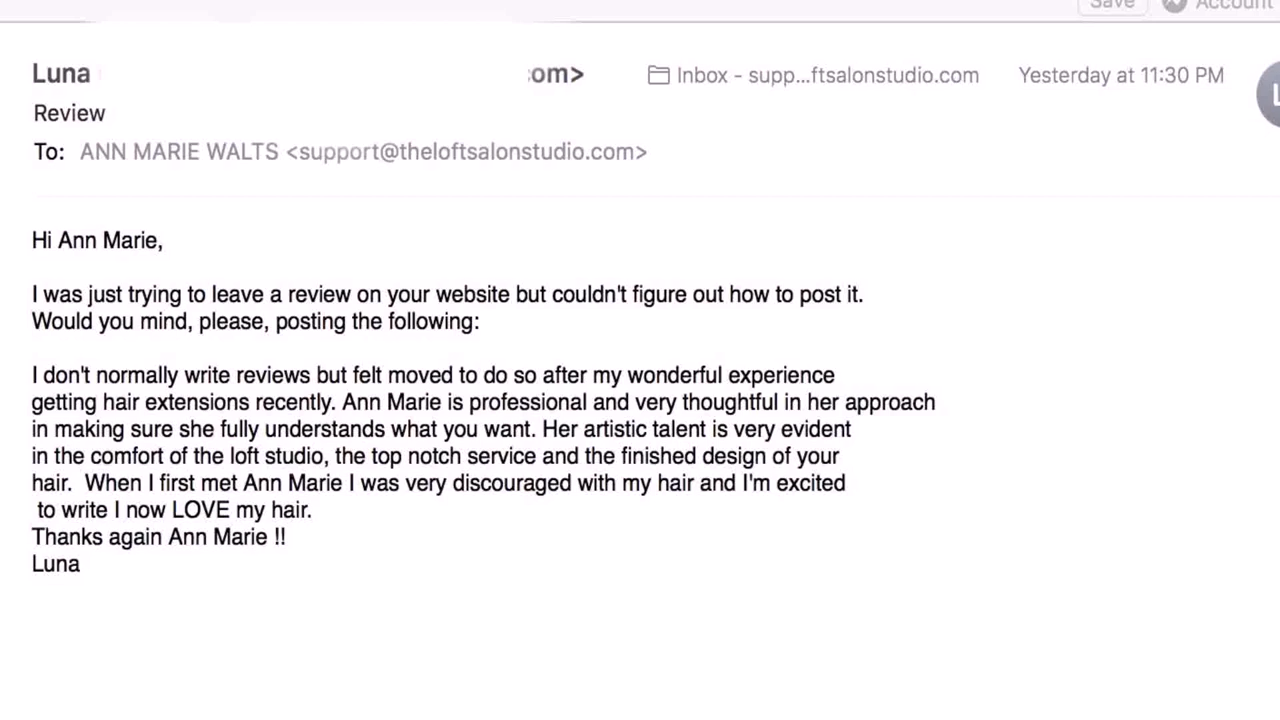 Save Account
Luna om> Inbox - supp...ftsalonstudio.com Yesterday at 11:30 PM
Review
To: ANN MARIE WALTS <support@theloftsalonstudio.com>
Hi Ann Marie,
I was just trying to leave a review on your website but couldn't figure out how to post it.
Would you mind, please, posting the following:
I don't normally write reviews but felt moved to do so after my wonderful experience
getting hair extensions recently. Ann Marie is professional and very thoughtful in her approach
in making sure she fully understands what you want. Her artistic talent is very evident
in the comfort of the loft studio, the top notch service and the finished design of your
hair.  When I first met Ann Marie I was very discouraged with my hair and I'm excited
to write I now LOVE my hair.
Thanks again Ann Marie !!
Luna